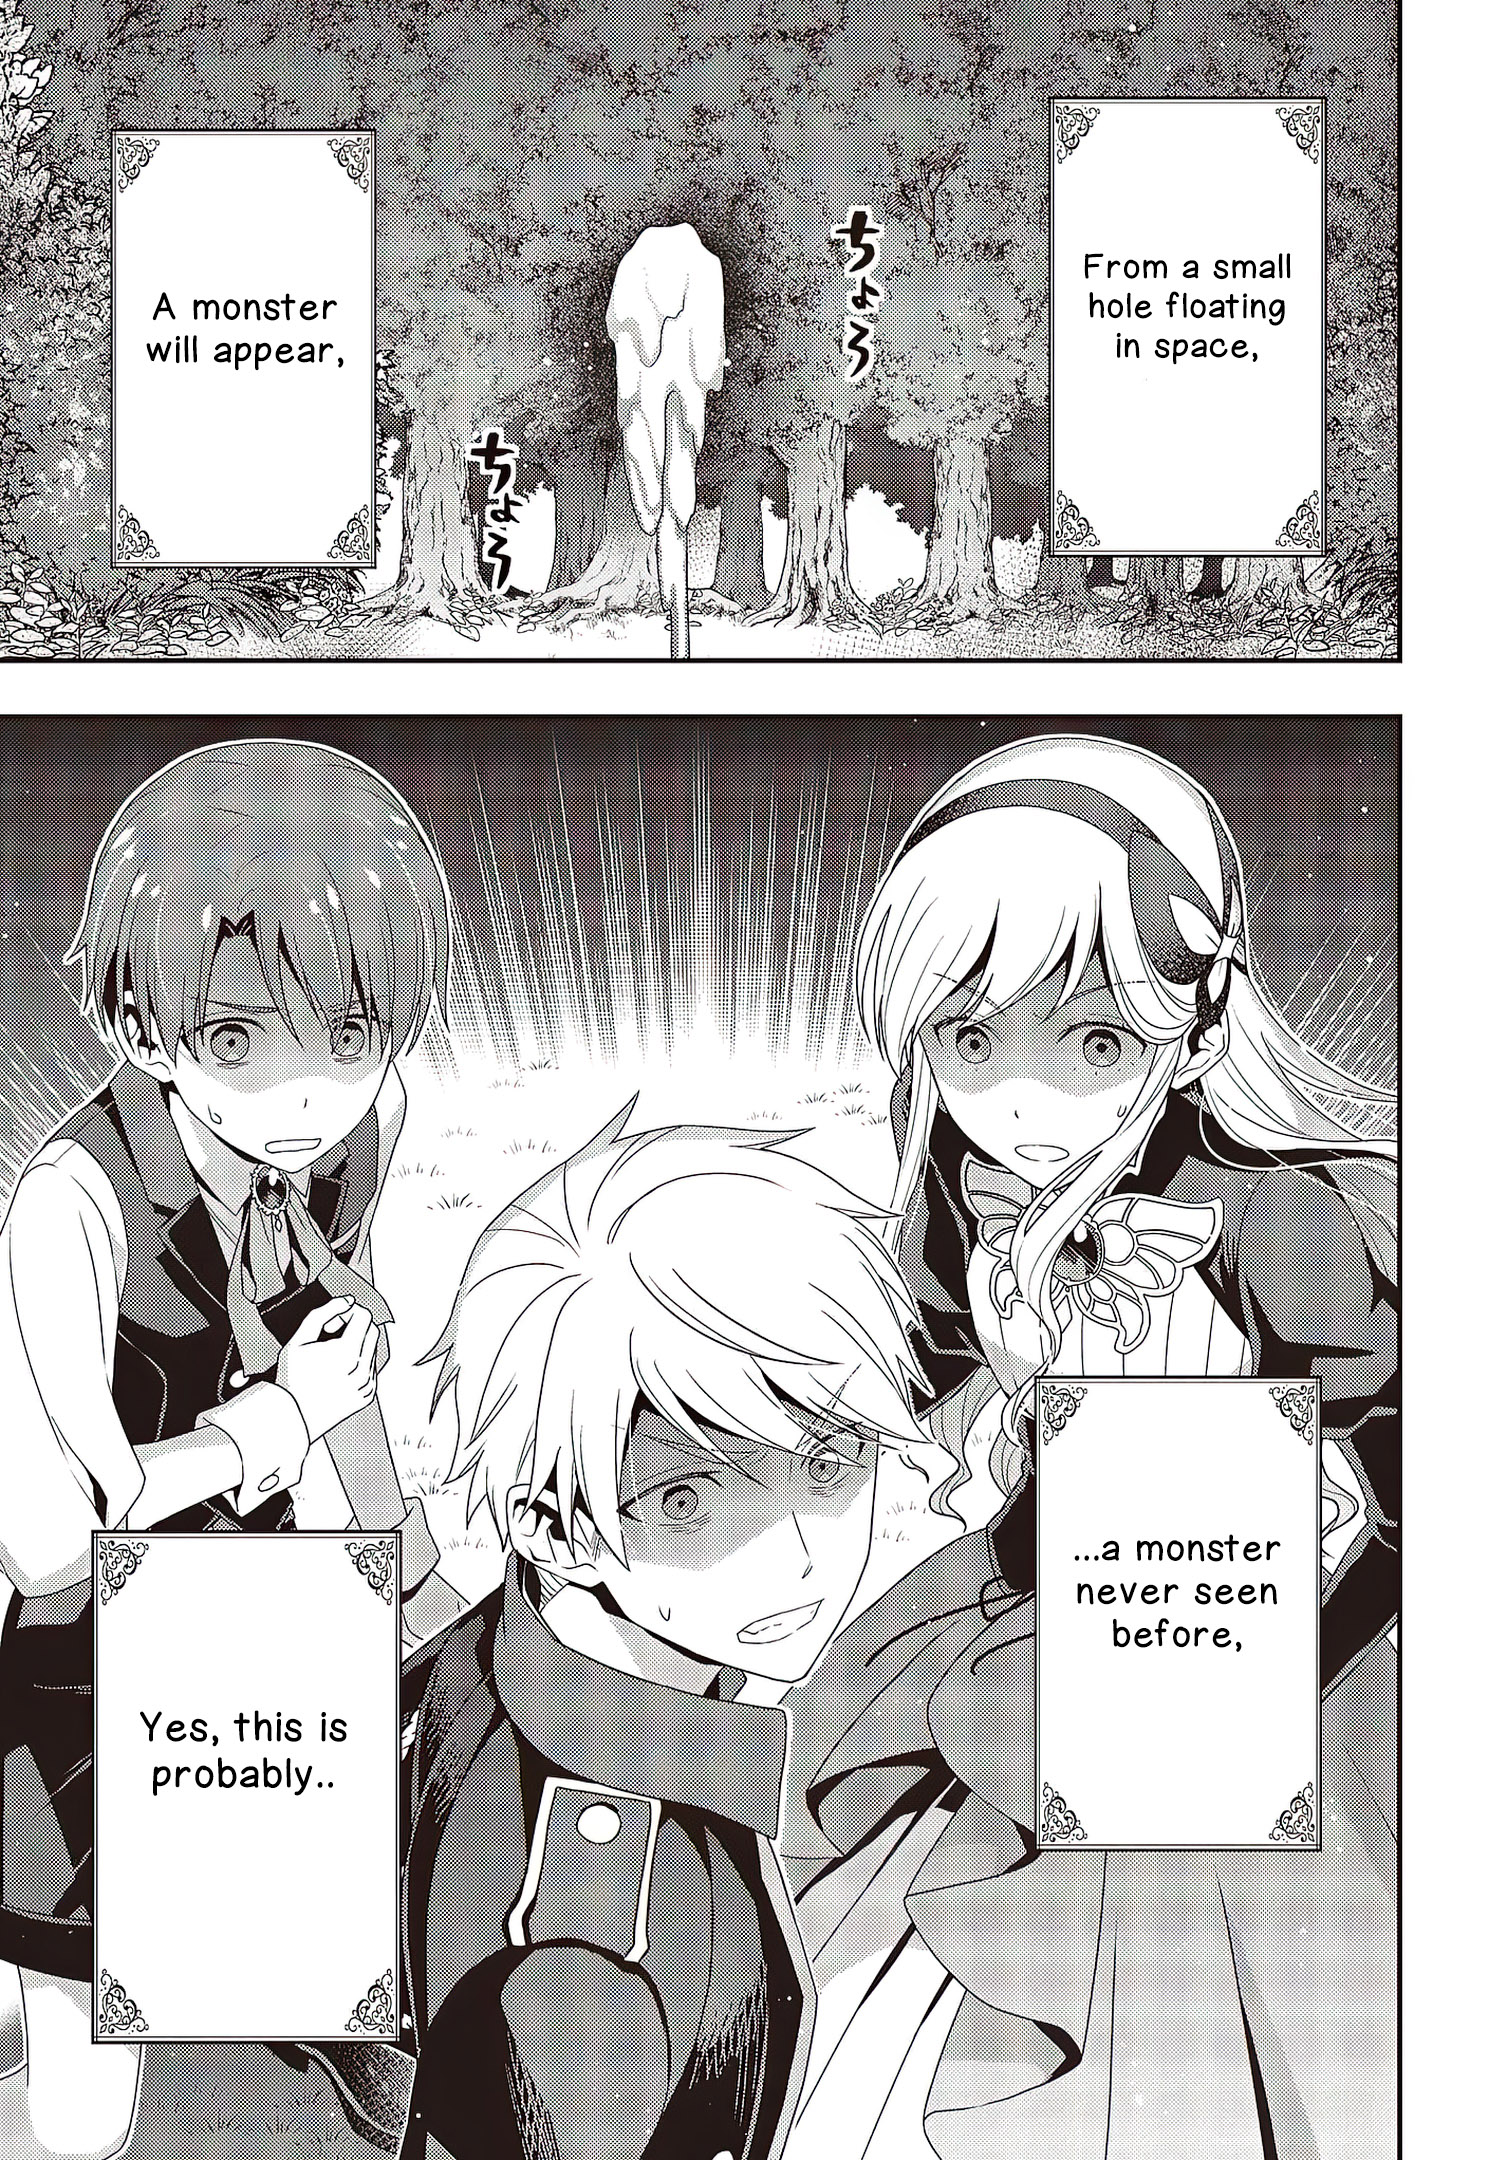 From a small
hole floating
in space,
ちょろ
ちょろ
A monster
will appear,
...a monster
never seen
before,
Yes, this is
probably..